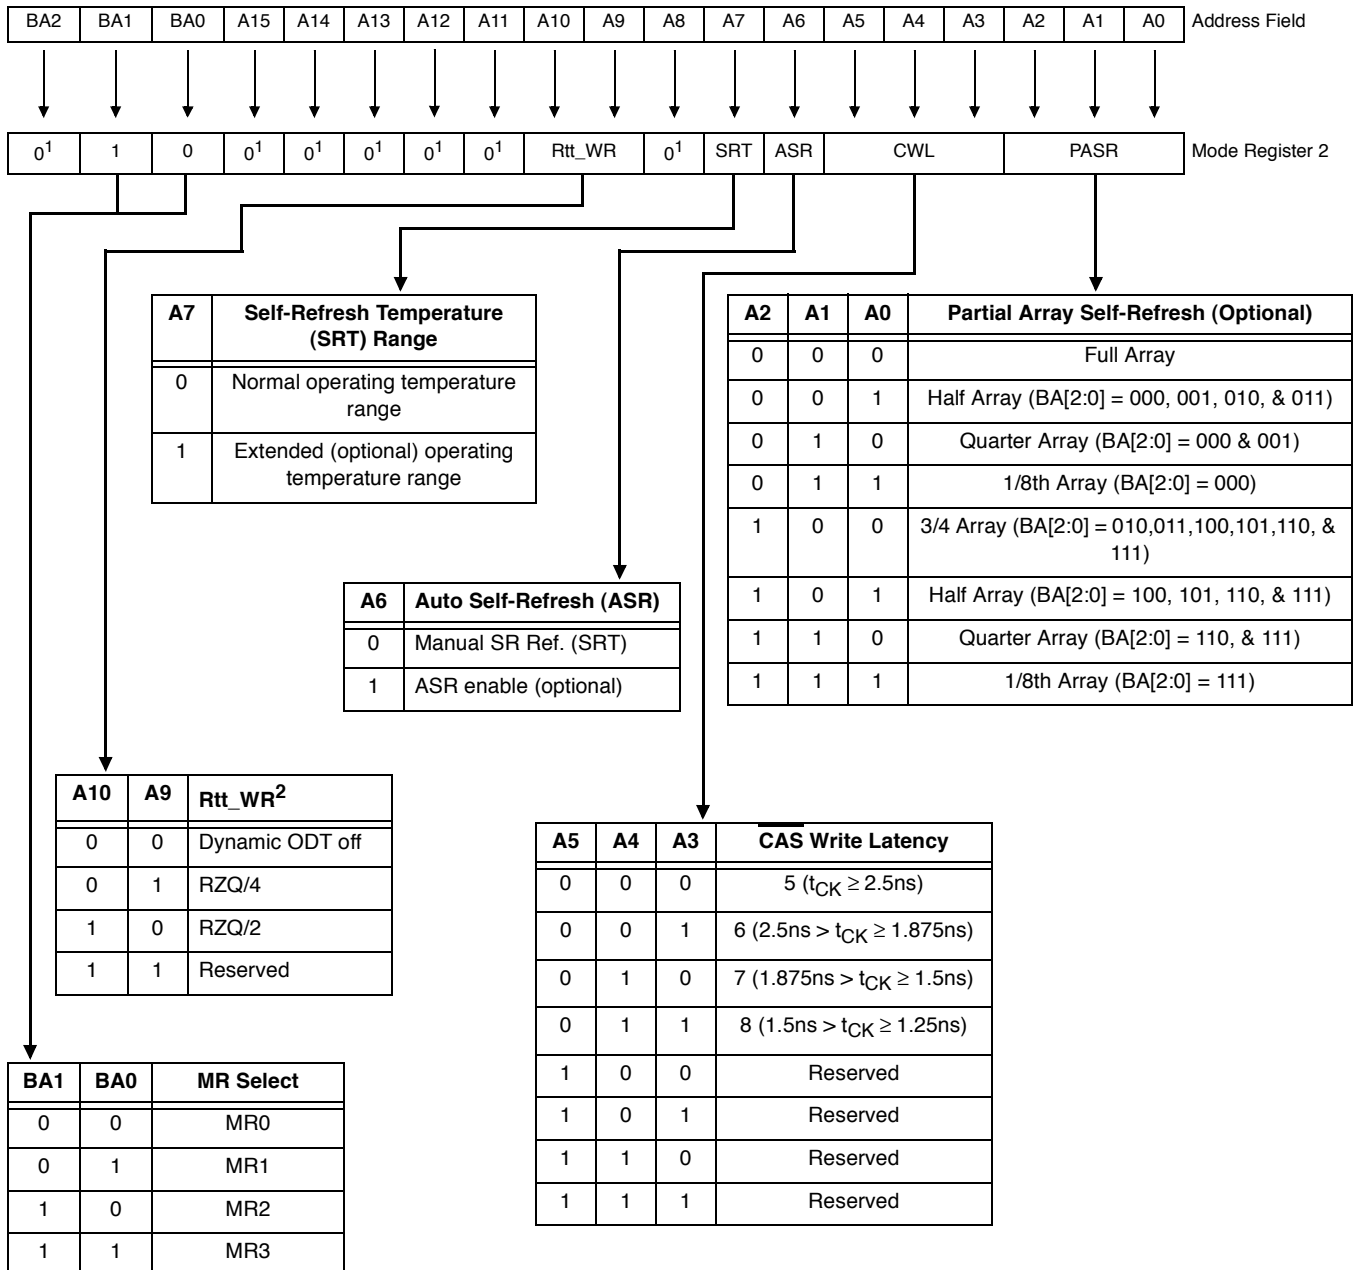 BA2 BA1 BA0 A15 A14 A13 A12 A11 A10 A9 A8 A7 A6 A5 A4 A3 A2 A1 A0 Address Field
0¹ 1 0 0¹ 0¹ 0¹ 0¹ 0¹ Rtt_WR 0¹ SRT ASR CWL PASR Mode Register 2
A7 Self-Refresh Temperature
(SRT) Range
0 Normal operating temperature
range
1 Extended (optional) operating
temperature range
A2 A1 A0 Partial Array Self-Refresh (Optional)
0 0 0 Full Array
0 0 1 Half Array (BA[2:0] = 000, 001, 010, & 011)
0 1 0 Quarter Array (BA[2:0] = 000 & 001)
0 1 1 1/8th Array (BA[2:0] = 000)
1 0 0 3/4 Array (BA[2:0] = 010,011,100,101,110, &
111)
1 0 1 Half Array (BA[2:0] = 100, 101, 110, & 111)
1 1 0 Quarter Array (BA[2:0] = 110, & 111)
1 1 1 1/8th Array (BA[2:0] = 111)
A6 Auto Self-Refresh (ASR)
0 Manual SR Ref. (SRT)
1 ASR enable (optional)
A10 A9 Rtt_WR²
0 0 Dynamic ODT off
0 1 RZQ/4
1 0 RZQ/2
1 1 Reserved
A5 A4 A3 C̅A̅S̅ Write Latency
0 0 0 5 (tCK ≥ 2.5ns)
0 0 1 6 (2.5ns > tCK ≥ 1.875ns)
0 1 0 7 (1.875ns > tCK ≥ 1.5ns)
0 1 1 8 (1.5ns > tCK ≥ 1.25ns)
1 0 0 Reserved
1 0 1 Reserved
1 1 0 Reserved
1 1 1 Reserved
BA1 BA0 MR Select
0 0 MR0
0 1 MR1
1 0 MR2
1 1 MR3